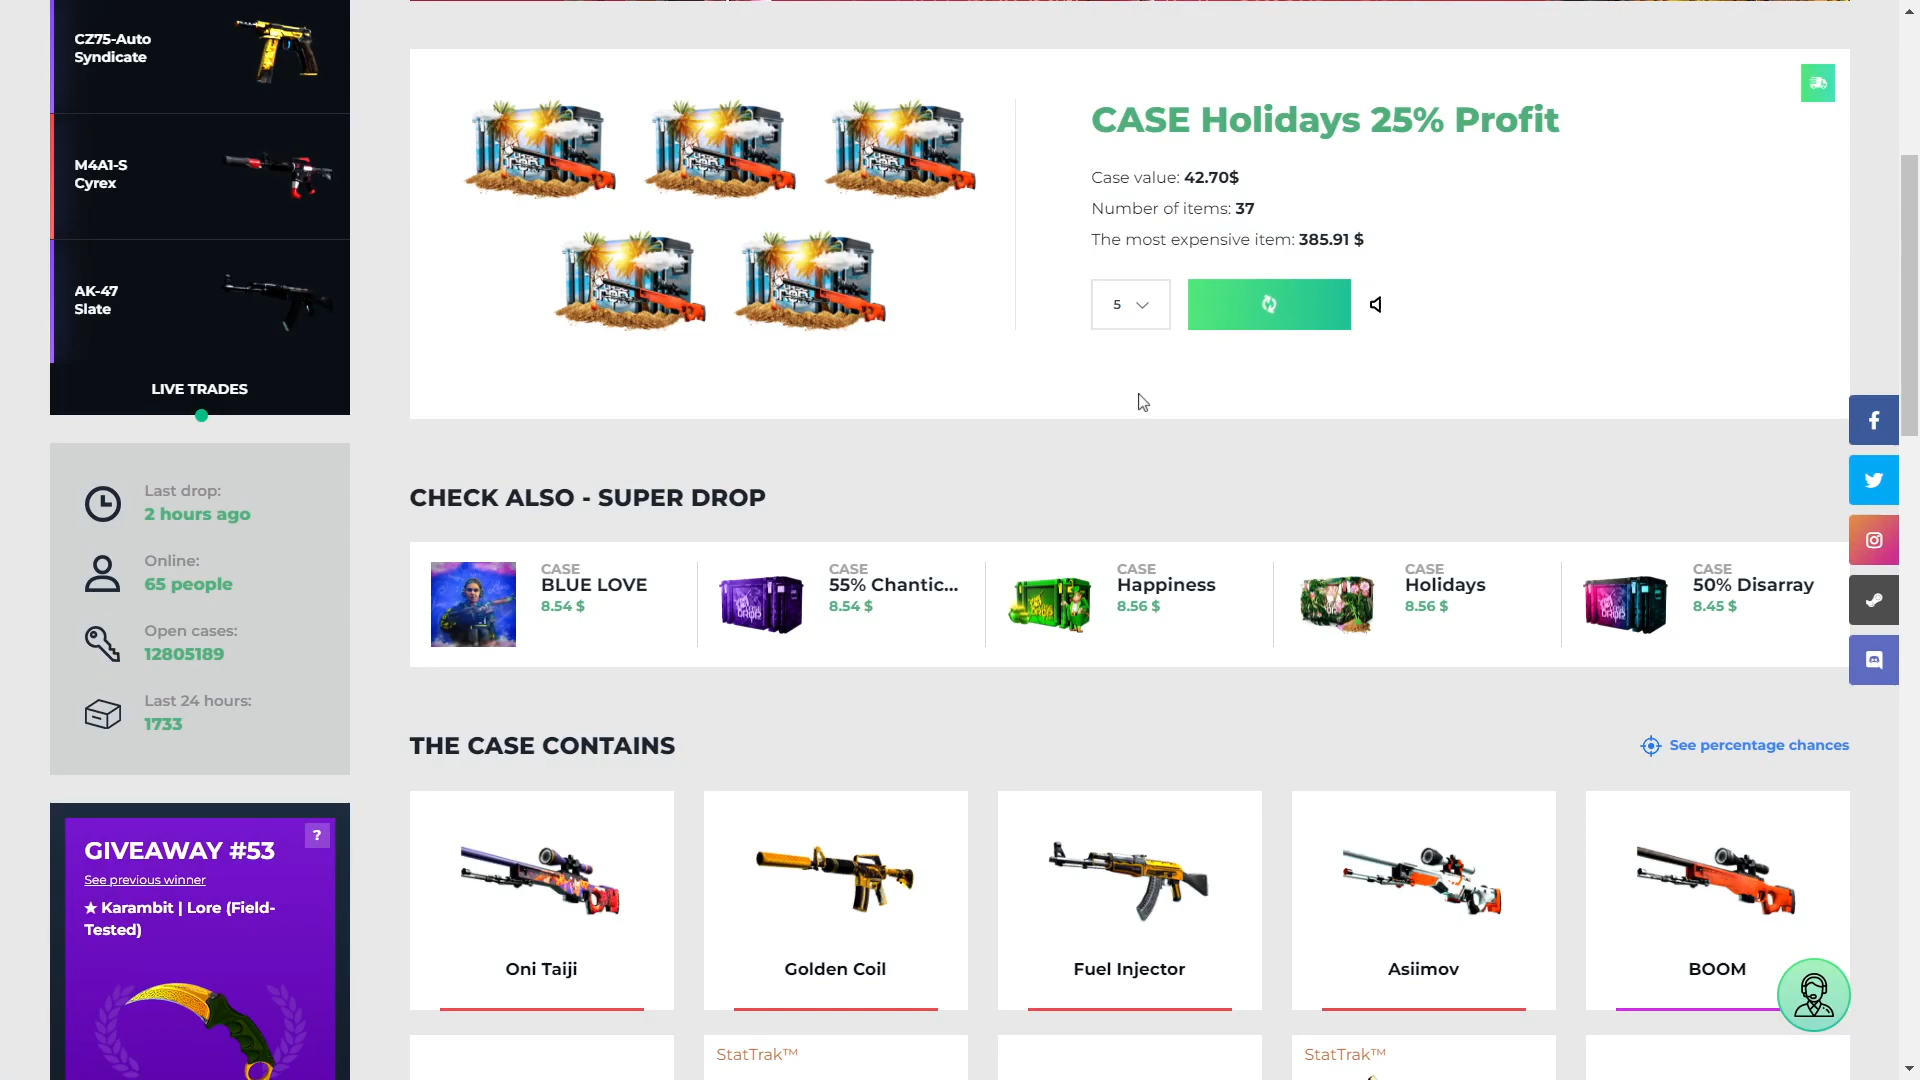 CZ75-Auto
Syndicate
M4A1-S
Cyrex
AK-47
Slate
LIVE TRADES
Last drop:
2 hours ago
Online:
65 people
Open cases:
12805189
Last 24 hours:
1733
GIVEAWAY #53
?
See previous winner
★ Karambit | Lore (Field-
Tested)
CASE Holidays 25% Profit
Case value: 42.70$
Number of items: 37
The most expensive item: 385.91 $
5
CHECK ALSO - SUPER DROP
CASE
BLUE LOVE
8.54 $
CASE
55% Chantic...
8.54 $
CASE
Happiness
8.56 $
CASE
Holidays
8.56 $
CASE
50% Disarray
8.45 $
THE CASE CONTAINS
See percentage chances
Oni Taiji
Golden Coil
Fuel Injector
Asiimov
BOOM
StatTrak™
StatTrak™